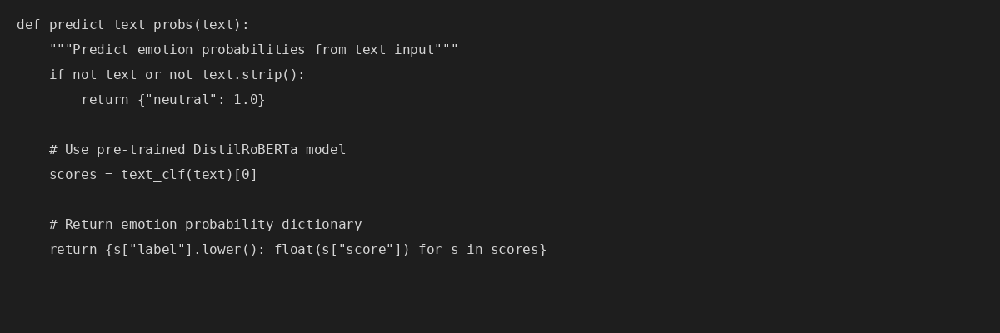 def predict_text_probs(text):
    """Predict emotion probabilities from text input"""
    if not text or not text.strip():
        return {"neutral": 1.0}

    # Use pre-trained DistilRoBERTa model
    scores = text_clf(text)[0]

    # Return emotion probability dictionary
    return {s["label"].lower(): float(s["score"]) for s in scores}